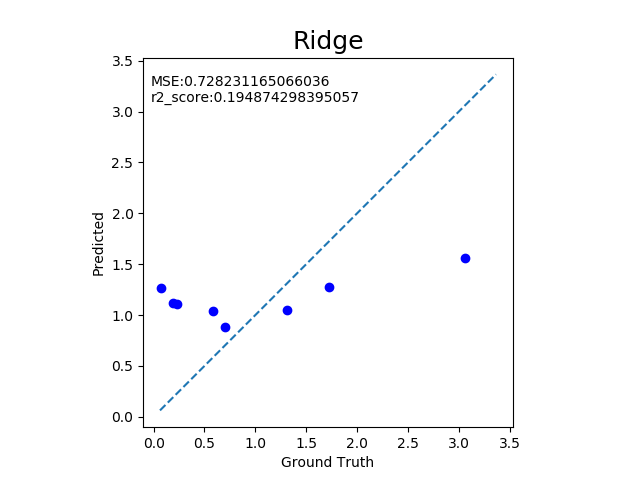 Ridge
MSE:0.728231165066036
r2_score:0.194874298395057
3.5
3.0
2.5
2.0
1.5
1.0
0.5
0.0
Predicted
0.0 0.5 1.0 1.5 2.0 2.5 3.0 3.5
Ground Truth